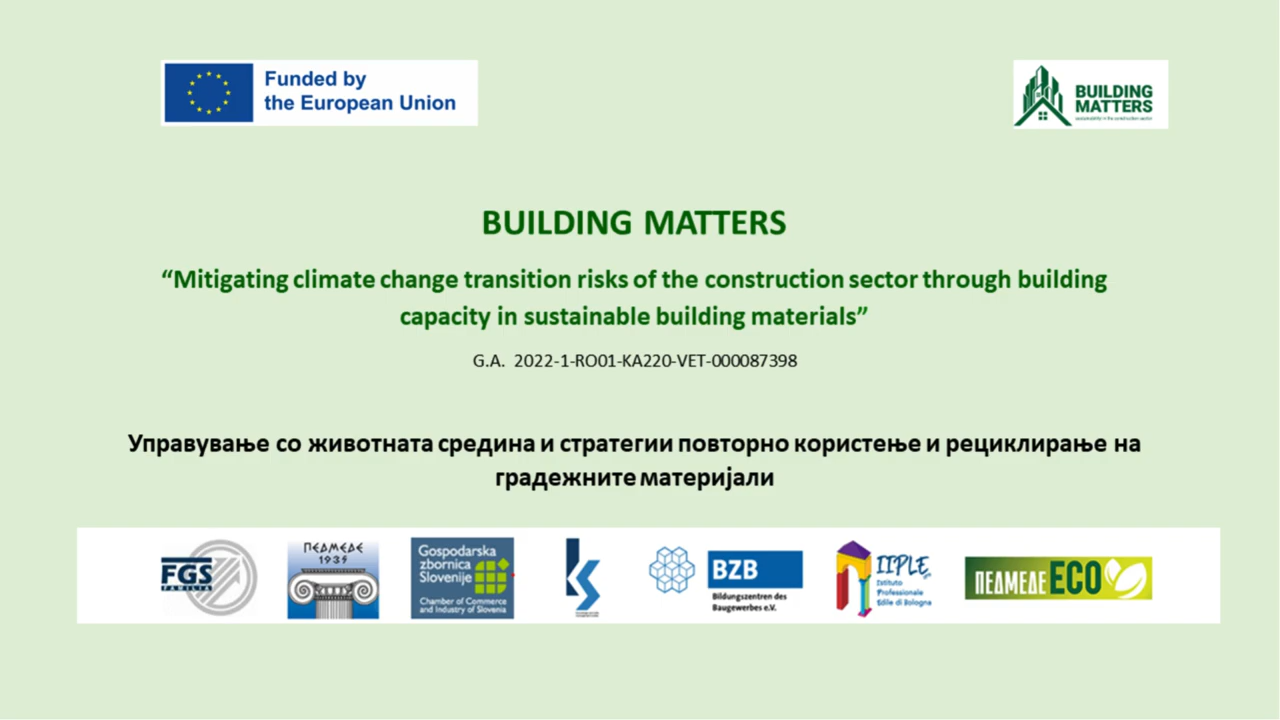 Funded by
the European Union
BUILDING
MATTERS
BUILDING MATTERS
“Mitigating climate change transition risks of the construction sector through building
capacity in sustainable building materials”
G.A. 2022-1-RO01-KA220-VET-000087398
Управување со животната средина и стратегии повторно користење и рециклирање на
градежните материјали
FGS
FAMILIA
ΠΕΔΜΕΔΕ
1935
Gospodarska
zbornica
Slovenije
Chamber of Commerce
and Industry of Slovenia
BZB
Bildungszentren des
Baugewerbes e.V.
IIPLE
Istituto
Professionale
Edile di Bologna
ΠΕΔΜΕΔΕ ECO